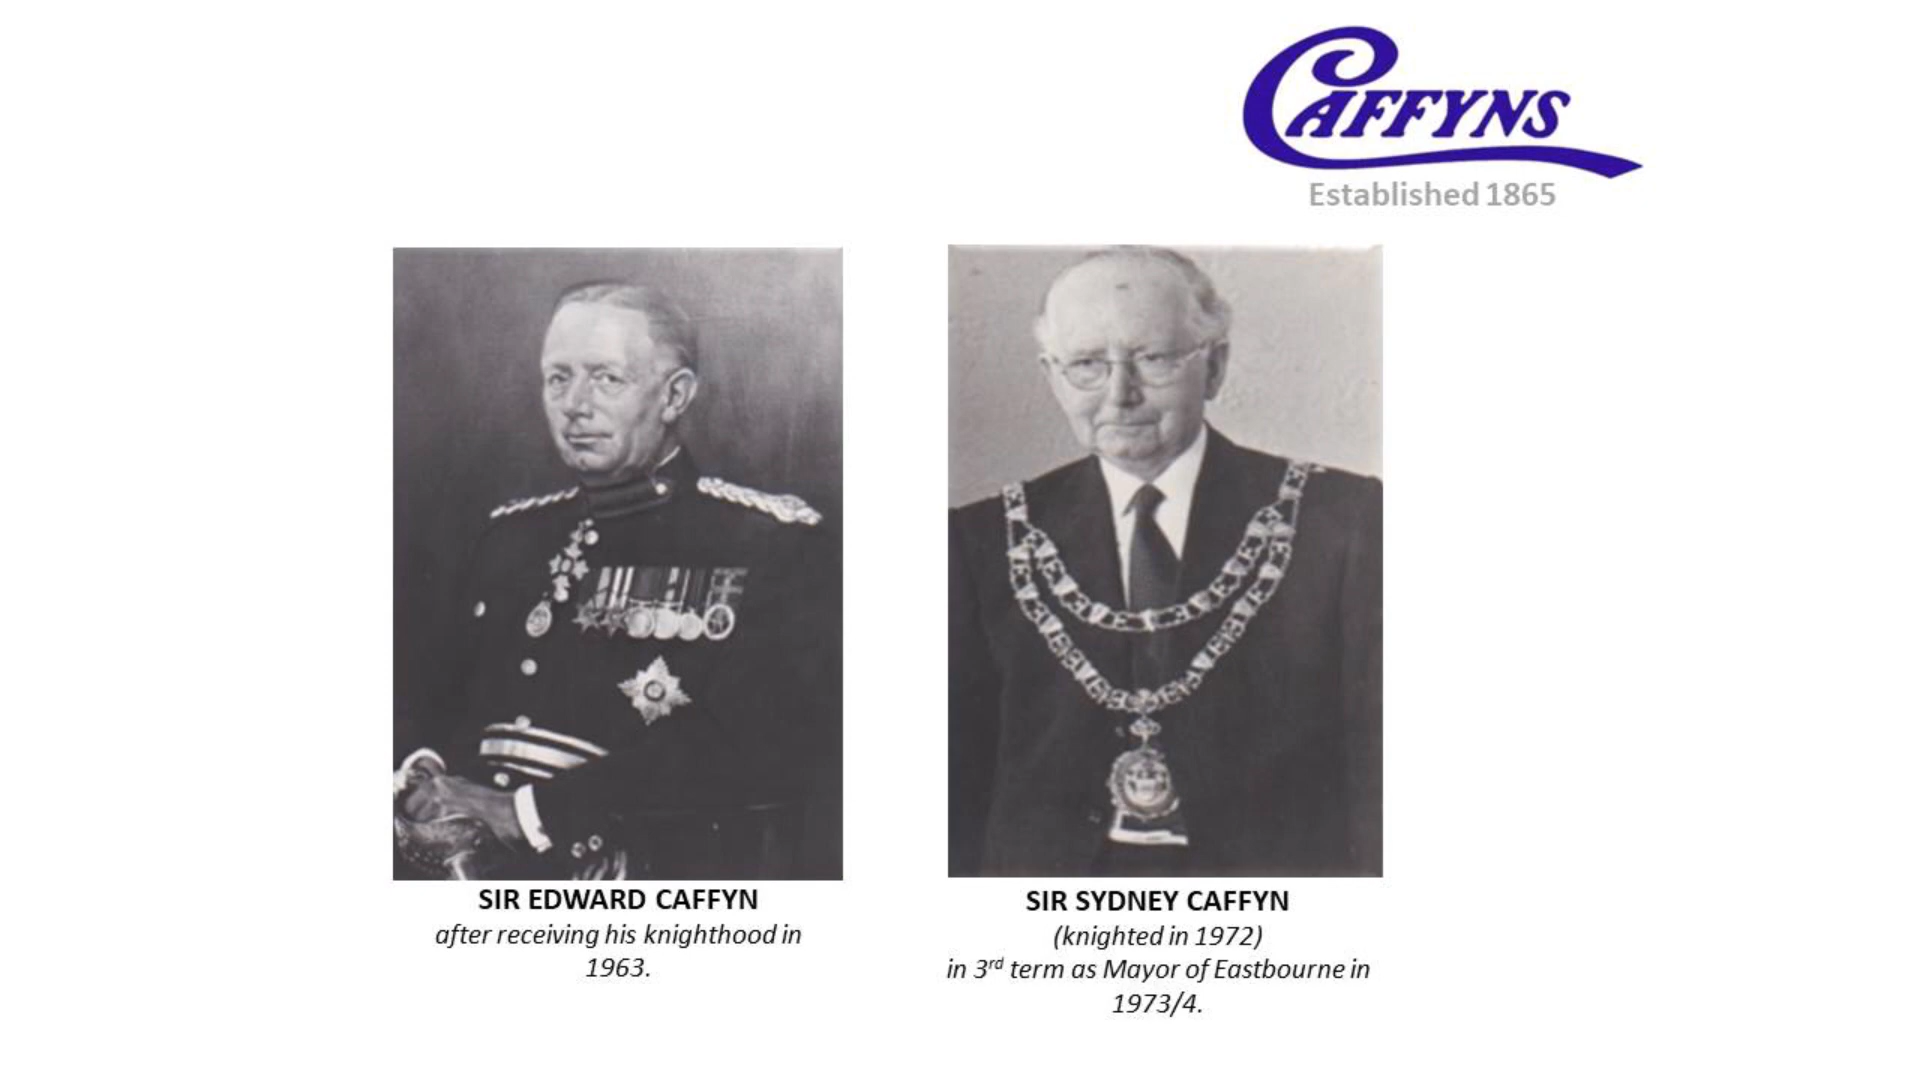 CAFFYNS
Established 1865
SIR EDWARD CAFFYN
after receiving his knighthood in
1963.
SIR SYDNEY CAFFYN
(knighted in 1972)
in 3rd term as Mayor of Eastbourne in
1973/4.